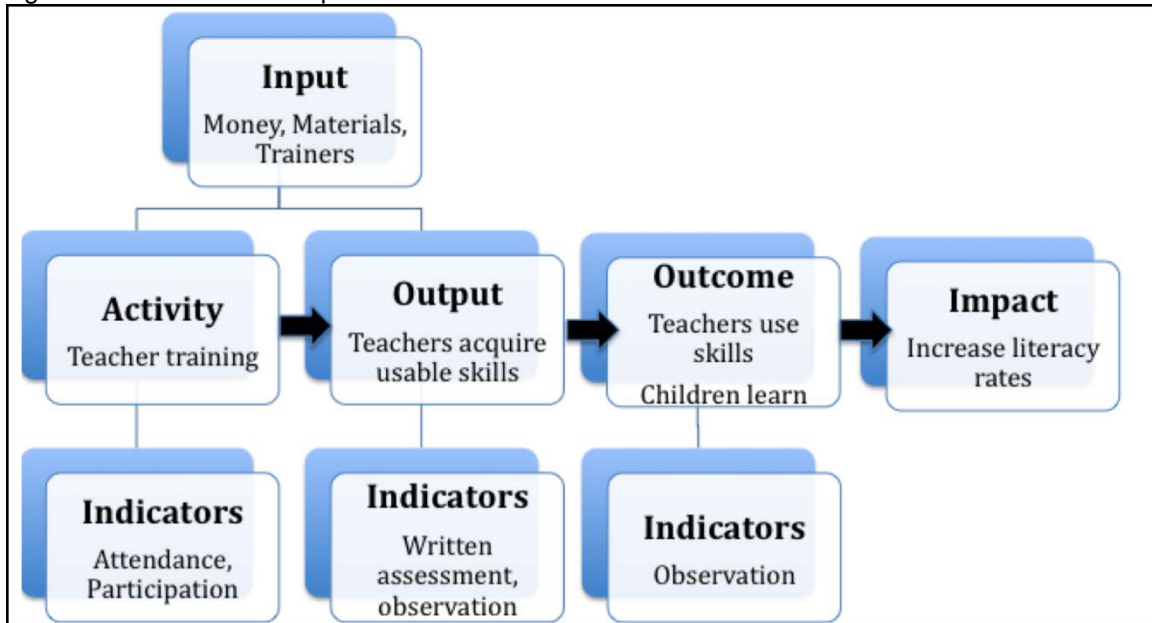 Input
Money, Materials,
Trainers
Activity
Teacher training
Output
Teachers acquire
usable skills
Outcome
Teachers use
skills
Children learn
Impact
Increase literacy
rates
Indicators
Attendance,
Participation
Indicators
Written
assessment,
observation
Indicators
Observation